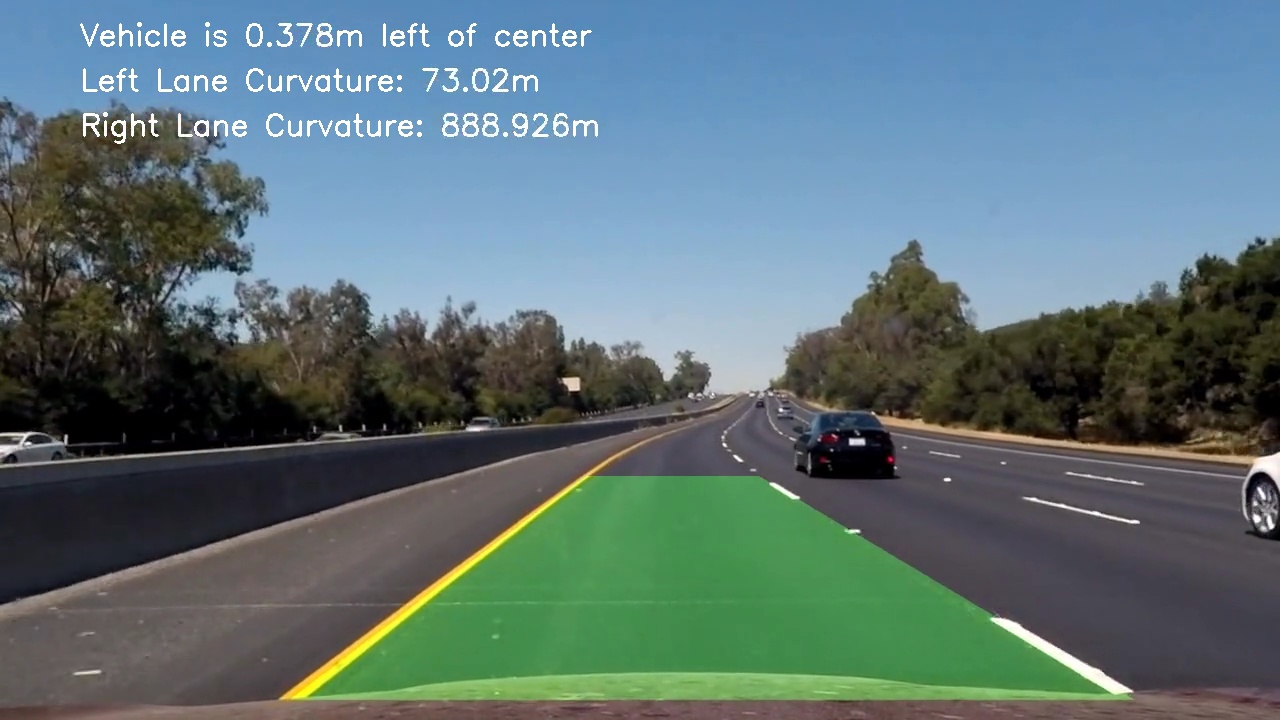 Vehicle is 0.378m left of center
Left Lane Curvature: 73.02m
Right Lane Curvature: 888.926m